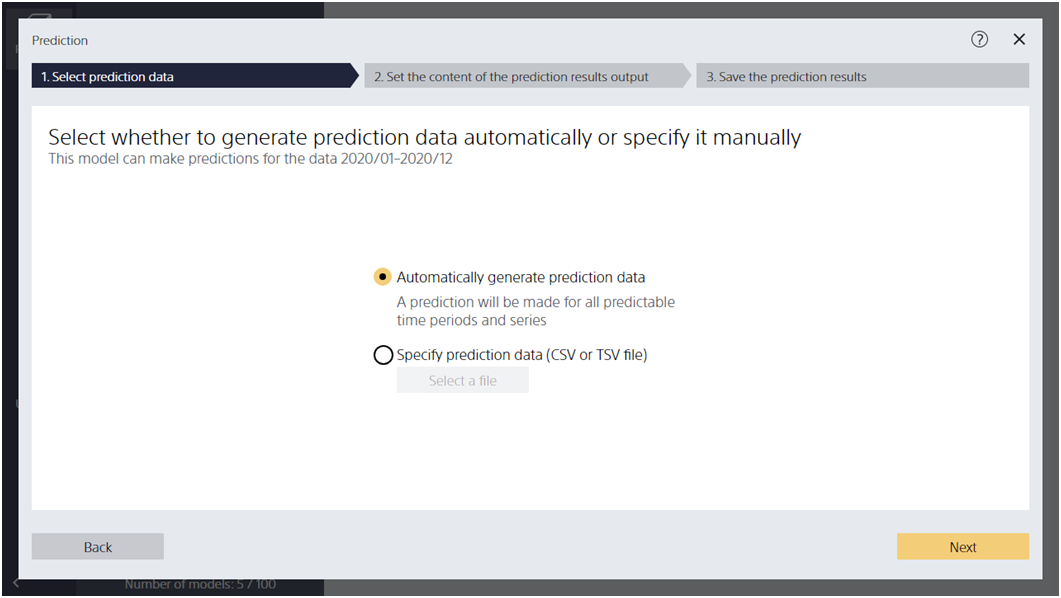 Prediction
1. Select prediction data
2. Set the content of the prediction results output
3. Save the prediction results
Select whether to generate prediction data automatically or specify it manually
This model can make predictions for the data 2020/01–2020/12
Automatically generate prediction data
A prediction will be made for all predictable
time periods and series
Specify prediction data (CSV or TSV file)
Select a file
Back
Next
Number of models: 5 / 100